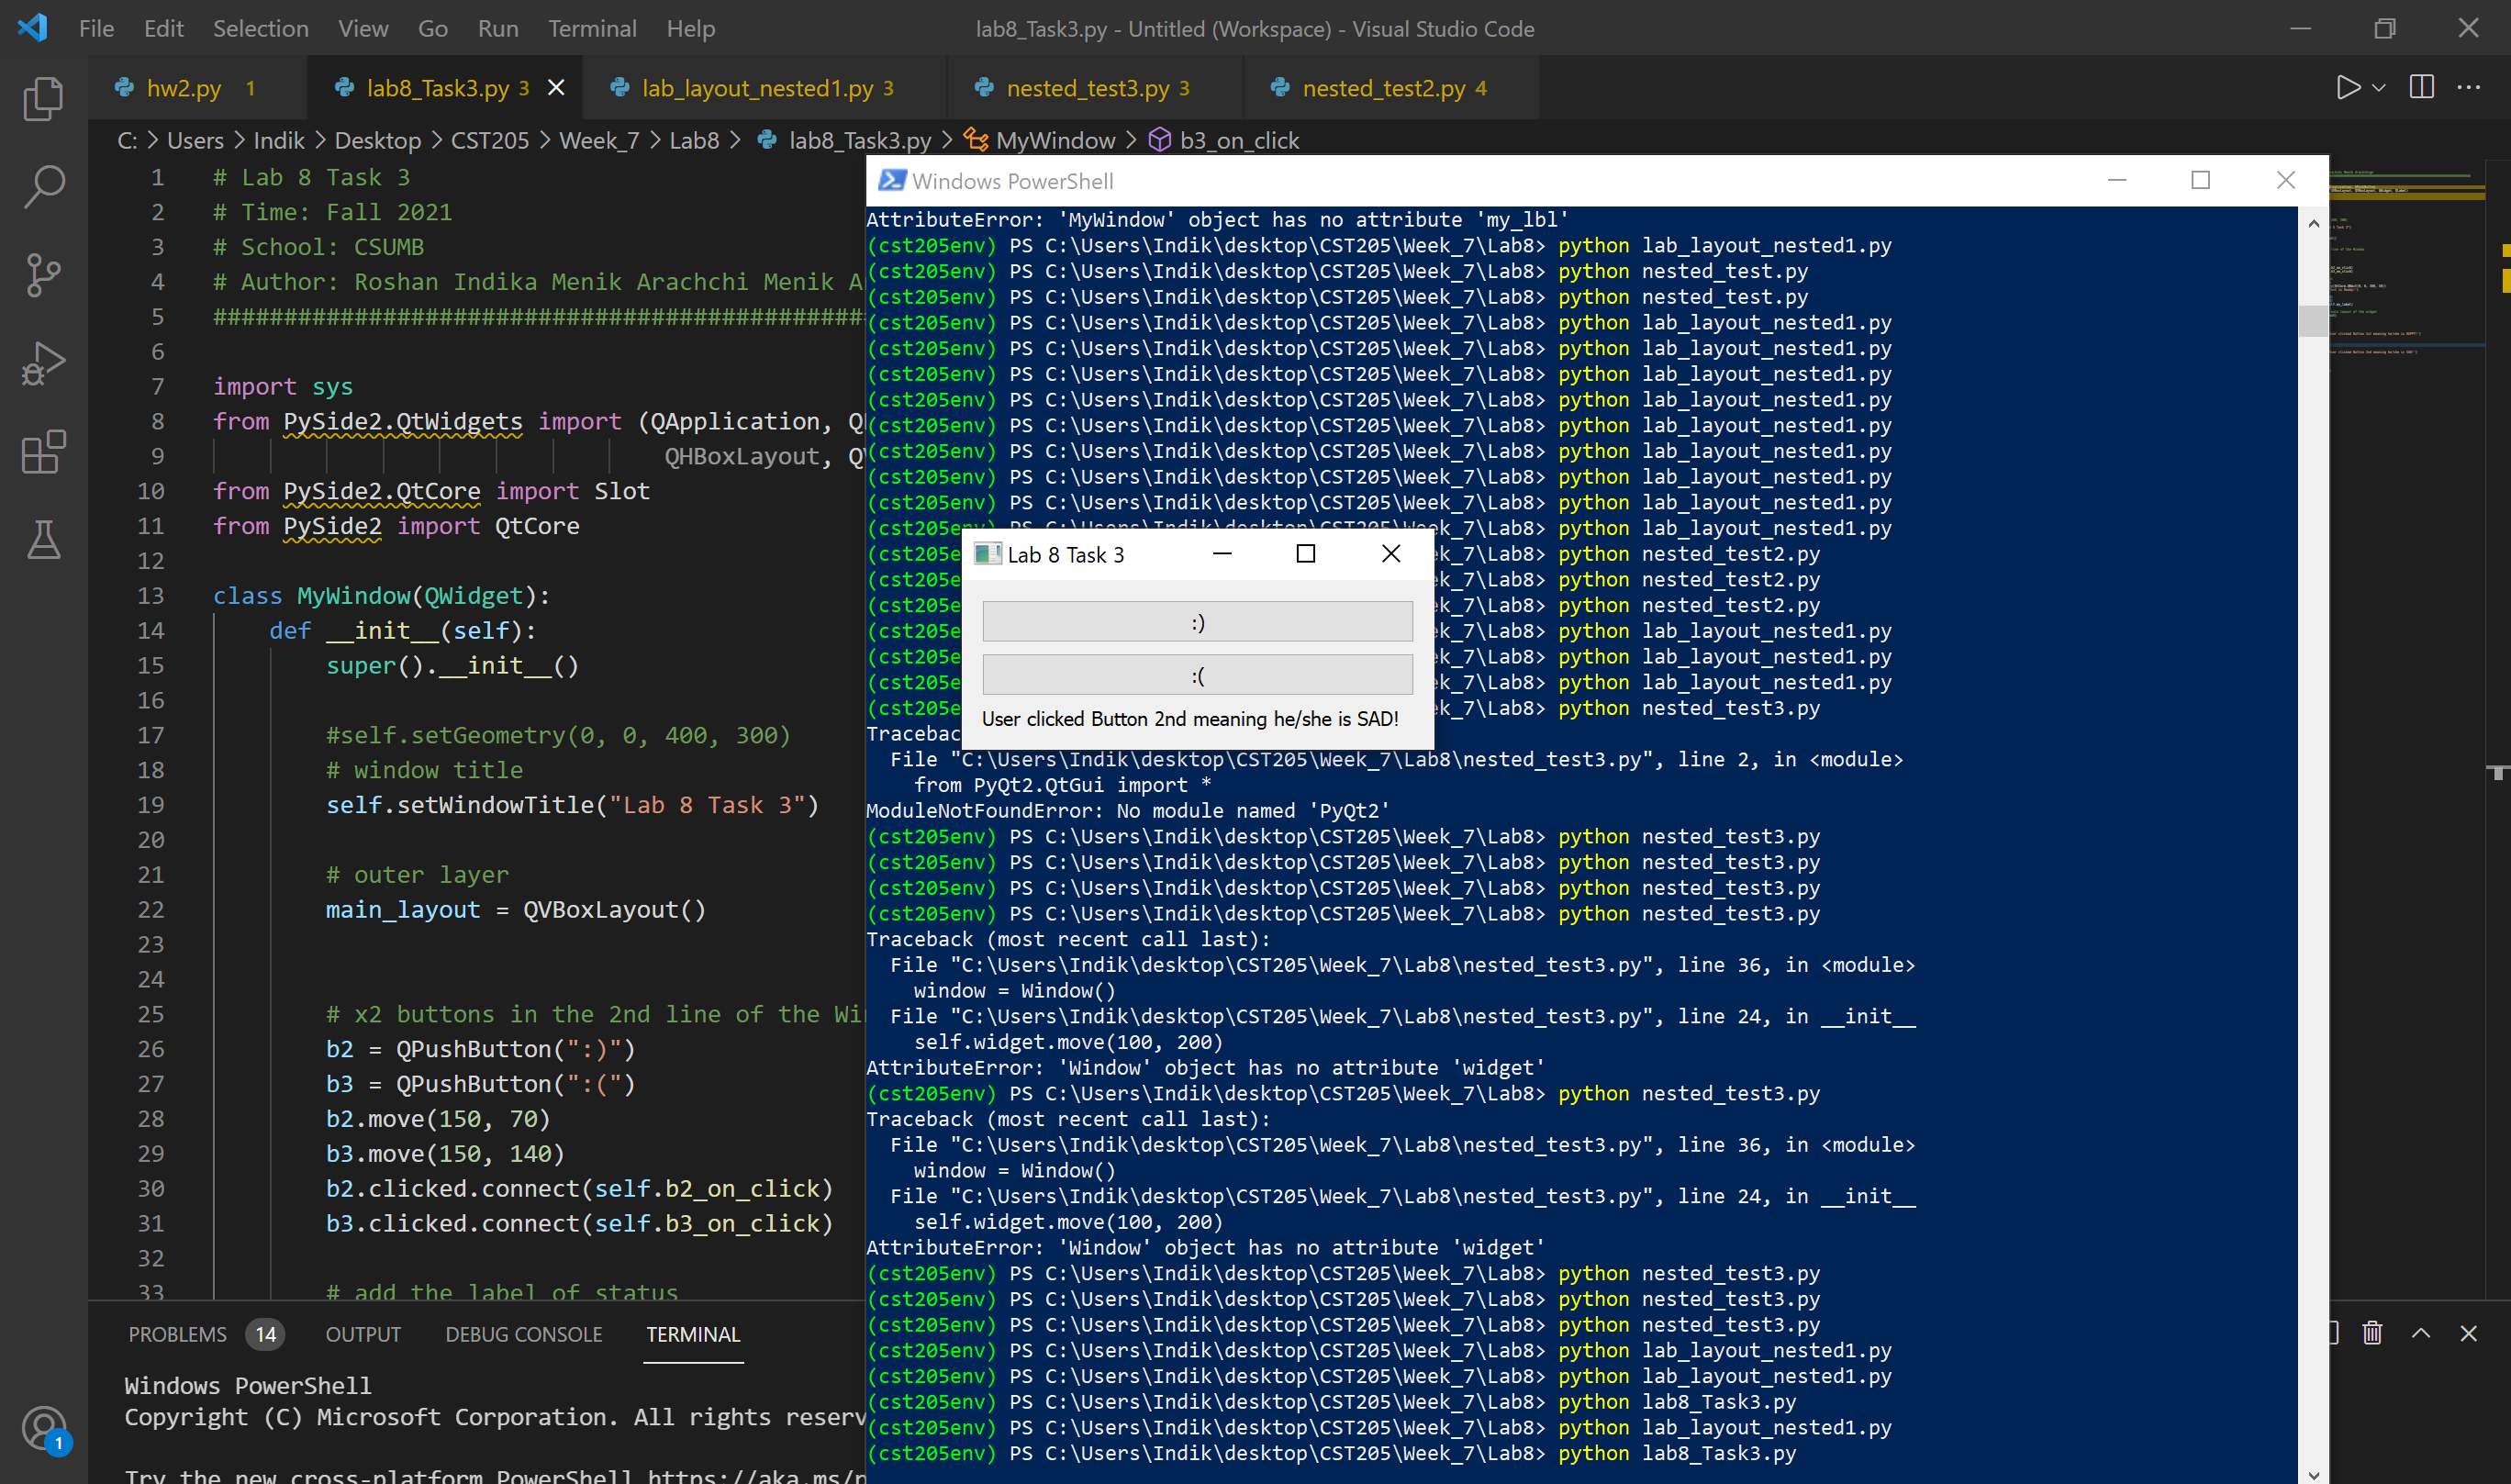 File Edit Selection View Go Run Terminal Help
lab8_Task3.py - Untitled (Workspace) - Visual Studio Code
hw2.py 1
lab8_Task3.py 3
lab_layout_nested1.py 3
nested_test3.py 3
nested_test2.py 4
C: > Users > Indik > Desktop > CST205 > Week_7 > Lab8 > lab8_Task3.py > MyWindow > b3_on_click
1 # Lab 8 Task 3
2 # Time: Fall 2021
3 # School: CSUMB
4 # Author: Roshan Indika Menik Arachchi Menik A
5 ##############################################
6
7 import sys
8 from PySide2.QtWidgets import (QApplication,
9 QHBoxLayout,
10 from PySide2.QtCore import Slot
11 from PySide2 import QtCore
12
13 class MyWindow(QWidget):
14 def __init__(self):
15 super().__init__()
16
17 #self.setGeometry(0, 0, 400, 300)
18 # window title
19 self.setWindowTitle("Lab 8 Task 3")
20
21 # outer layer
22 main_layout = QVBoxLayout()
23
24
25 # x2 buttons in the 2nd line of the Wi
26 b2 = QPushButton(":)")
27 b3 = QPushButton(":(")
28 b2.move(150, 70)
29 b3.move(150, 140)
30 b2.clicked.connect(self.b2_on_click)
31 b3.clicked.connect(self.b3_on_click)
32
33 # add the label of status
PROBLEMS 14 OUTPUT DEBUG CONSOLE TERMINAL
Windows PowerShell
Copyright (C) Microsoft Corporation. All rights reserv
Try the new cross-platform PowerShell https://aka.ms/p
1
Windows PowerShell
AttributeError: 'MyWindow' object has no attribute 'my_lbl'
(cst205env) PS C:\Users\Indik\desktop\CST205\Week_7\Lab8> python lab_layout_nested1.py
(cst205env) PS C:\Users\Indik\desktop\CST205\Week_7\Lab8> python nested_test.py
(cst205env) PS C:\Users\Indik\desktop\CST205\Week_7\Lab8> python nested_test.py
(cst205env) PS C:\Users\Indik\desktop\CST205\Week_7\Lab8> python lab_layout_nested1.py
(cst205env) PS C:\Users\Indik\desktop\CST205\Week_7\Lab8> python lab_layout_nested1.py
(cst205env) PS C:\Users\Indik\desktop\CST205\Week_7\Lab8> python lab_layout_nested1.py
(cst205env) PS C:\Users\Indik\desktop\CST205\Week_7\Lab8> python lab_layout_nested1.py
(cst205env) PS C:\Users\Indik\desktop\CST205\Week_7\Lab8> python lab_layout_nested1.py
(cst205env) PS C:\Users\Indik\desktop\CST205\Week_7\Lab8> python lab_layout_nested1.py
(cst205env) PS C:\Users\Indik\desktop\CST205\Week_7\Lab8> python lab_layout_nested1.py
(cst205env) PS C:\Users\Indik\desktop\CST205\Week_7\Lab8> python lab_layout_nested1.py
(cst205env) PS C:\Users\Indik\desktop\CST205\Week_7\Lab8> python lab_layout_nested1.py
(cst205e ek_7\Lab8> python nested_test2.py
(cst205e ek_7\Lab8> python nested_test2.py
(cst205e ek_7\Lab8> python nested_test2.py
(cst205e ek_7\Lab8> python lab_layout_nested1.py
(cst205e ek_7\Lab8> python lab_layout_nested1.py
(cst205e ek_7\Lab8> python lab_layout_nested1.py
(cst205e ek_7\Lab8> python nested_test3.py
Traceback
File "C:\Users\Indik\desktop\CST205\Week_7\Lab8\nested_test3.py", line 2, in <module>
from PyQt2.QtGui import *
ModuleNotFoundError: No module named 'PyQt2'
(cst205env) PS C:\Users\Indik\desktop\CST205\Week_7\Lab8> python nested_test3.py
(cst205env) PS C:\Users\Indik\desktop\CST205\Week_7\Lab8> python nested_test3.py
(cst205env) PS C:\Users\Indik\desktop\CST205\Week_7\Lab8> python nested_test3.py
(cst205env) PS C:\Users\Indik\desktop\CST205\Week_7\Lab8> python nested_test3.py
Traceback (most recent call last):
File "C:\Users\Indik\desktop\CST205\Week_7\Lab8\nested_test3.py", line 36, in <module>
window = Window()
File "C:\Users\Indik\desktop\CST205\Week_7\Lab8\nested_test3.py", line 24, in __init__
self.widget.move(100, 200)
AttributeError: 'Window' object has no attribute 'widget'
(cst205env) PS C:\Users\Indik\desktop\CST205\Week_7\Lab8> python nested_test3.py
Traceback (most recent call last):
File "C:\Users\Indik\desktop\CST205\Week_7\Lab8\nested_test3.py", line 36, in <module>
window = Window()
File "C:\Users\Indik\desktop\CST205\Week_7\Lab8\nested_test3.py", line 24, in __init__
self.widget.move(100, 200)
AttributeError: 'Window' object has no attribute 'widget'
(cst205env) PS C:\Users\Indik\desktop\CST205\Week_7\Lab8> python nested_test3.py
(cst205env) PS C:\Users\Indik\desktop\CST205\Week_7\Lab8> python nested_test3.py
(cst205env) PS C:\Users\Indik\desktop\CST205\Week_7\Lab8> python nested_test3.py
(cst205env) PS C:\Users\Indik\desktop\CST205\Week_7\Lab8> python lab_layout_nested1.py
(cst205env) PS C:\Users\Indik\desktop\CST205\Week_7\Lab8> python lab_layout_nested1.py
(cst205env) PS C:\Users\Indik\desktop\CST205\Week_7\Lab8> python lab8_Task3.py
(cst205env) PS C:\Users\Indik\desktop\CST205\Week_7\Lab8> python lab_layout_nested1.py
(cst205env) PS C:\Users\Indik\desktop\CST205\Week_7\Lab8> python lab8_Task3.py
Lab 8 Task 3
:)
:(
User clicked Button 2nd meaning he/she is SAD!